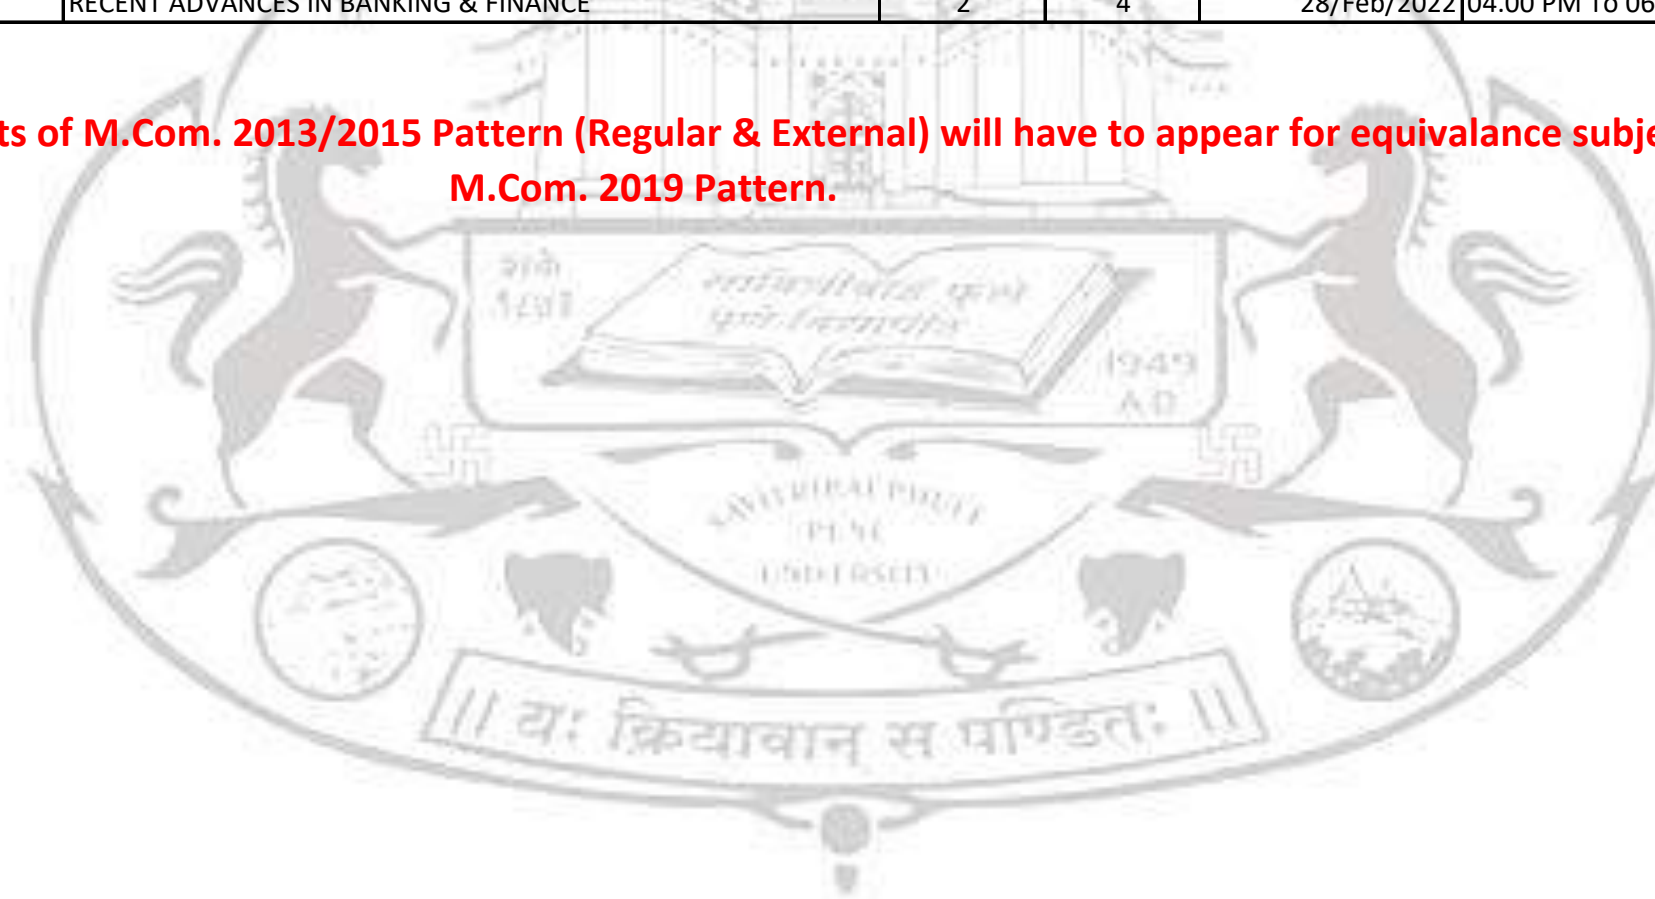 RECENT ADVANCES IN BANKING & FINANCE 2 4 28/Feb/2022 04.00 PM To 06
ts of M.Com. 2013/2015 Pattern (Regular & External) will have to appear for equivalance subje
M.Com. 2019 Pattern.
शके
1949
A D
SAVITRIBAI PHULE
PUNE
UNIVERSITY
|| यः क्रियावान स पण्डितः ||